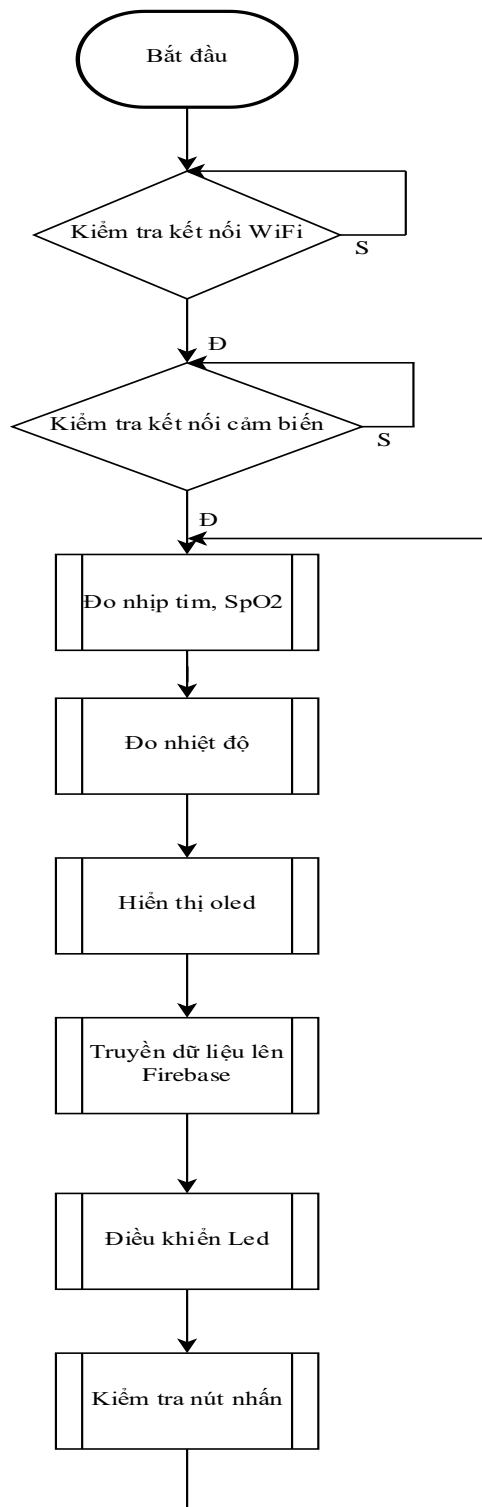 Bắt đầu
Kiểm tra kết nối WiFi
S
Đ
Kiểm tra kết nối cảm biến
S
Đ
Đo nhịp tim, SpO2
Đo nhiệt độ
Hiển thị oled
Truyền dữ liệu lên
Firebase
Điều khiển Led
Kiểm tra nút nhấn